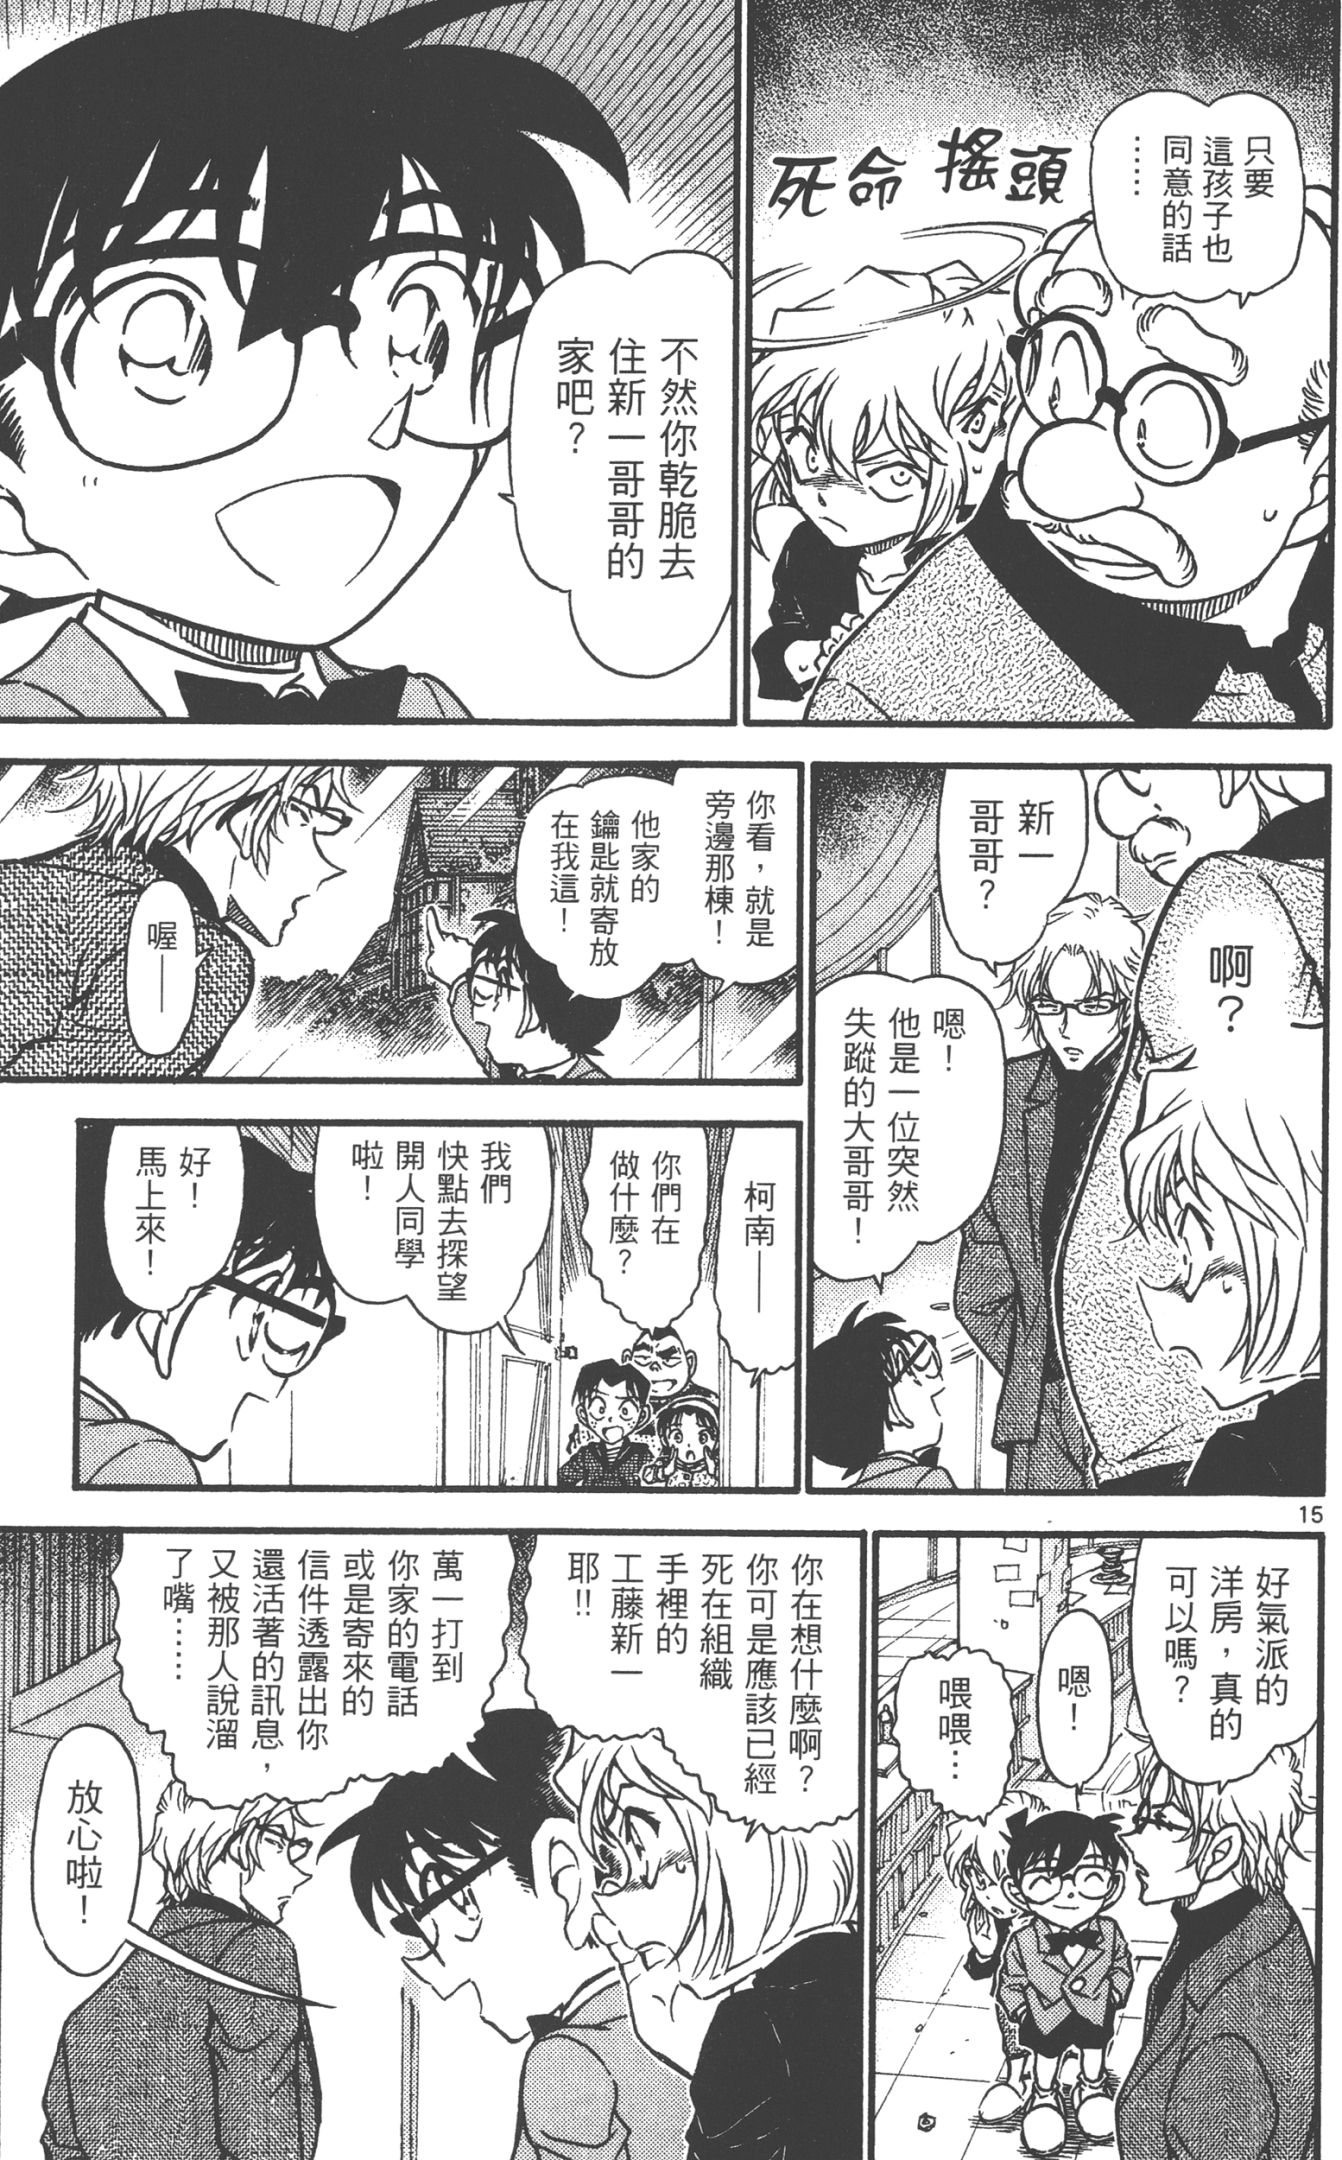 只要
這孩子也
同意的話
……
死命搖頭
不然你乾脆去
住新一哥哥的
家吧？
新一
哥哥？
啊？
嗯！
他是一位突然
失蹤的大哥哥！
你看，就是
旁邊那棟！
他家的
鑰匙就寄放
在我這！
喔——
柯南——
你們在
做什麼？
我們
快點去探望
開人同學
啦！
好！
馬上來！
15
好氣派的
洋房，真的
可以嗎？
嗯！
喂喂…
你在想什麼啊？
你可是應該已經
死在組織
手裡的
工藤新一
耶!!
萬一打到
你家的電話
或是寄來的
信件透露出你
還活著的訊息，
又被那人說溜
了嘴……
放心啦！